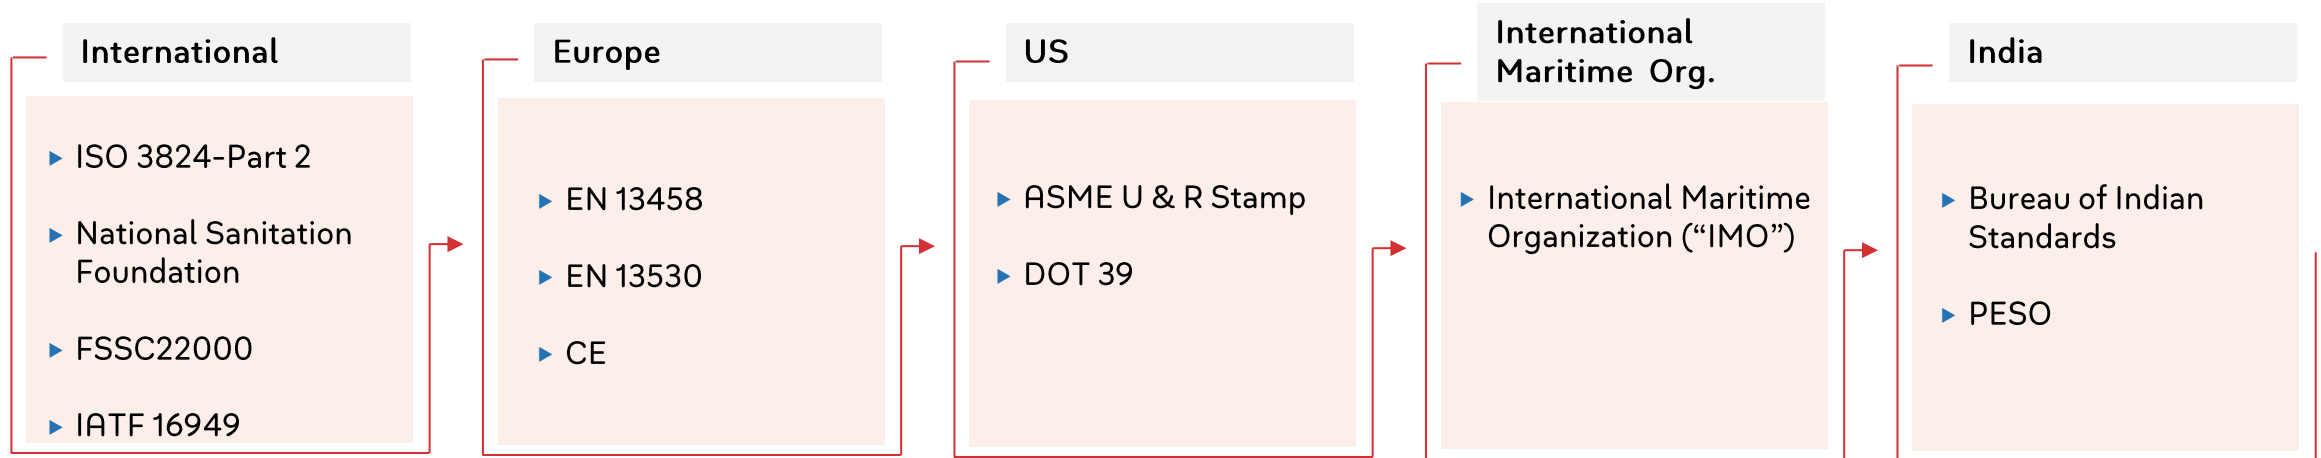 International
ISO 3824-Part 2
National Sanitation
Foundation
FSSC22000
IATF 16949
Europe
EN 13458
EN 13530
CE
US
ASME U & R Stamp
DOT 39
International
Maritime Org.
International Maritime
Organization (“IMO”)
India
Bureau of Indian
Standards
PESO